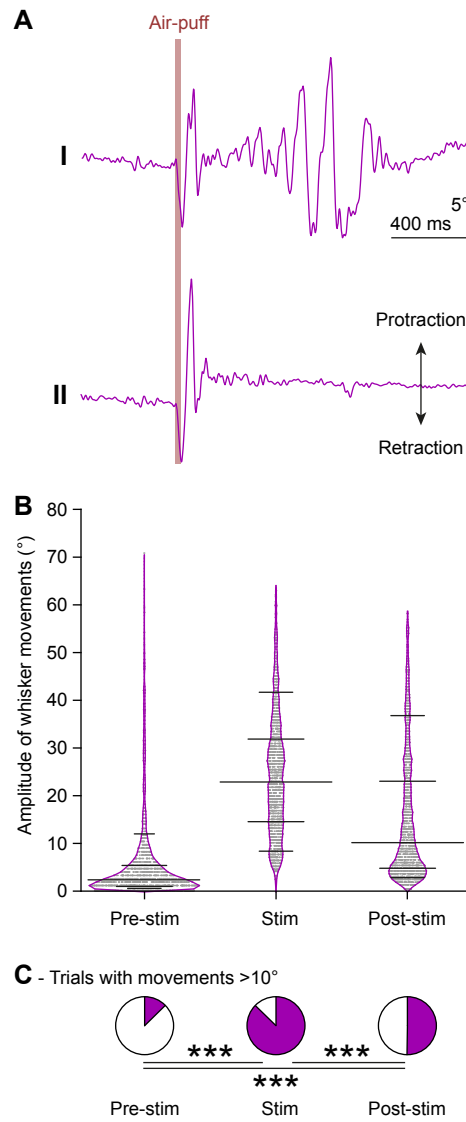 A
Air-puff
I
5°
400 ms
Protraction
II
Retraction
B
Amplitude of whisker movements (°)
80
70
60
50
40
30
20
10
0
Pre-stim Stim Post-stim
C - Trials with movements >10°
*** ***
***
Pre-stim Stim Post-stim